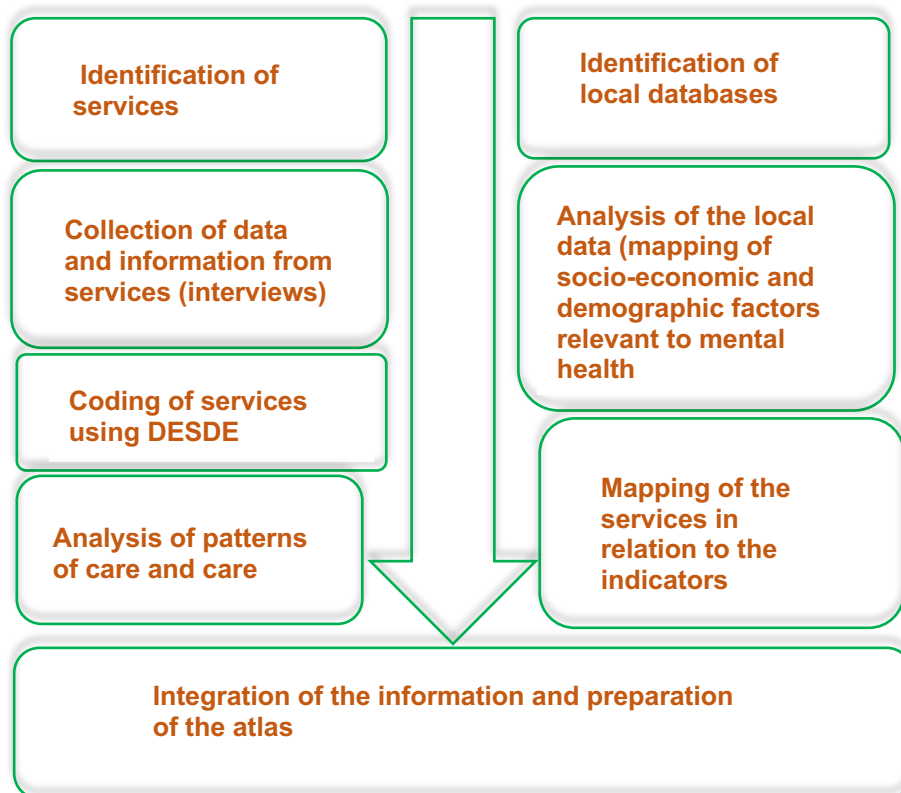 Identification of
services
Collection of data
and information from
services (interviews)
Coding of services
using DESDE
Analysis of patterns
of care and care
Identification of
local databases
Analysis of the local
data (mapping of
socio-economic and
demographic factors
relevant to mental
health
Mapping of the
services in
relation to the
indicators
Integration of the information and preparation
of the atlas